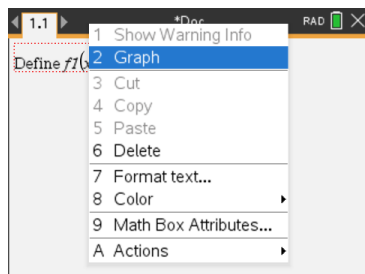 1.1 *Doc RAD
1 Show Warning Info
2 Graph
Define f1(x
3 Cut
4 Copy
5 Paste
6 Delete
7 Format text...
8 Color
9 Math Box Attributes...
A Actions